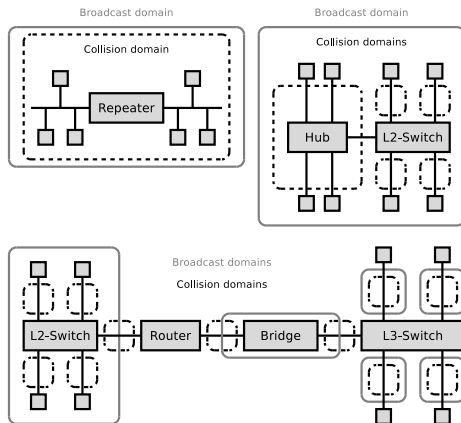 Broadcast domain
Broadcast domain
Collision domain
Collision domains
Repeater
Hub
L2-Switch
Broadcast domains
Collision domains
L2-Switch
Router
Bridge
L3-Switch